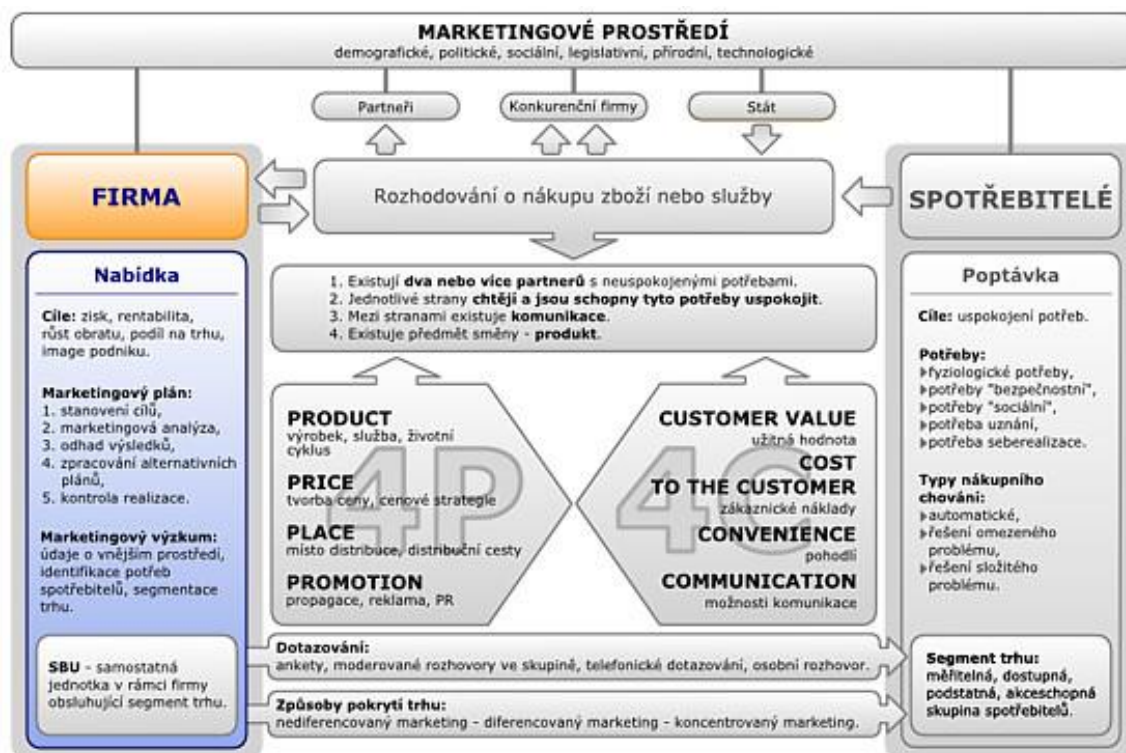 MARKETINGOVÉ PROSTŘEDÍ
demografické, politické, sociální, legislativní, přírodní, technologické
Partneři
Konkurenční firmy
Stát
FIRMA
Rozhodování o nákupu zboží nebo služby
SPOTŘEBITELÉ
Nabídka
Cíle: zisk, rentabilita,
růst obratu, podíl na trhu,
image podniku.
Marketingový plán:
1. stanovení cílů,
2. marketingová analýza,
3. odhad výsledků,
4. zpracování alternativních
plánů,
5. kontrola realizace.
Marketingový výzkum:
údaje o vnějším prostředí,
identifikace potřeb
spotřebitelů, segmentace
trhu.
SBU - samostatná
jednotka v rámci firmy
obsluhující segment trhu.
1. Existují dva nebo více partnerů s neuspokojenými potřebami.
2. Jednotlivé strany chtějí a jsou schopny tyto potřeby uspokojit.
3. Mezi stranami existuje komunikace.
4. Existuje předmět směny - produkt.
4P
PRODUCT
výrobek, služba, životní
cyklus
PRICE
tvorba ceny, cenové strategie
PLACE
místo distribuce, distribuční cesty
PROMOTION
propagace, reklama, PR
4C
CUSTOMER VALUE
užitná hodnota
COST
TO THE CUSTOMER
zákaznické náklady
CONVENIENCE
pohodlí
COMMUNICATION
možnosti komunikace
Dotazování:
ankety, moderované rozhovory ve skupině, telefonické dotazování, osobní rozhovor.
Způsoby pokrytí trhu:
nediferencovaný marketing - diferencovaný marketing - koncentrovaný marketing.
Poptávka
Cíle: uspokojení potřeb.
Potřeby:
fyziologické potřeby,
potřeby "bezpečnostní",
potřeby "sociální",
potřeba uznání,
potřeba seberealizace.
Typy nákupního
chování:
automatické,
řešení omezeného
problému,
řešení složitého
problému.
Segment trhu:
měřitelná, dostupná,
podstatná, akceschopná
skupina spotřebitelů.